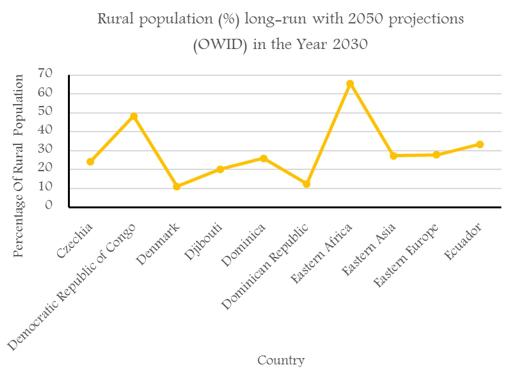 Rural population (%) long-run with 2050 projections
(OWID) in the Year 2030
Percentage Of Rural Population
70
60
50
40
30
20
10
0
Czechia
Democratic Republic of Congo
Denmark
Djibouti
Dominica
Dominican Republic
Eastern Africa
Eastern Asia
Eastern Europe
Ecuador
Country